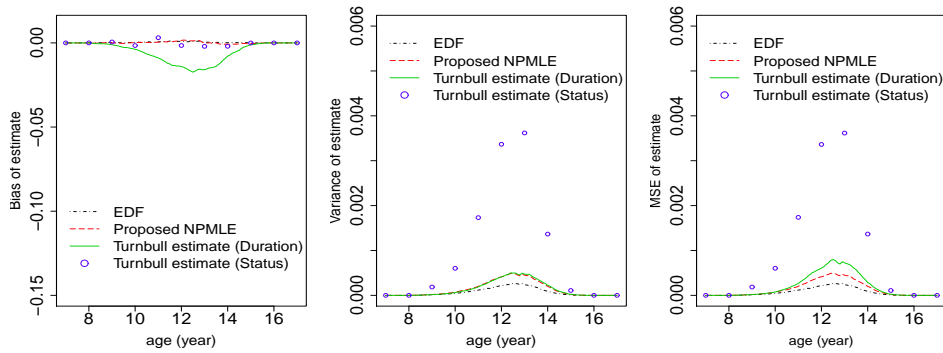 Bias of estimate
0.00
−0.05
−0.10
−0.15
EDF
Proposed NPMLE
Turnbull estimate (Duration)
Turnbull estimate (Status)
8 10 12 14 16
age (year)
Variance of estimate
0.006
0.004
0.002
0.000
EDF
Proposed NPMLE
Turnbull estimate (Duration)
Turnbull estimate (Status)
8 10 12 14 16
age (year)
MSE of estimate
0.006
0.004
0.002
0.000
EDF
Proposed NPMLE
Turnbull estimate (Duration)
Turnbull estimate (Status)
8 10 12 14 16
age (year)